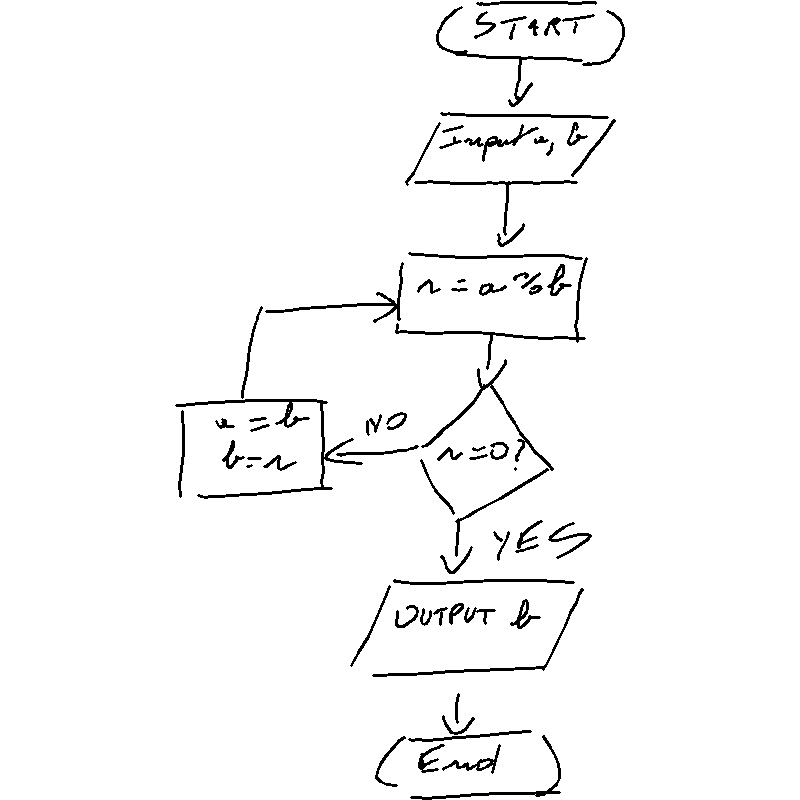 START
Input a, b
r = a % b
NO
a = b
b = r
r = 0?
YES
OUTPUT b
End